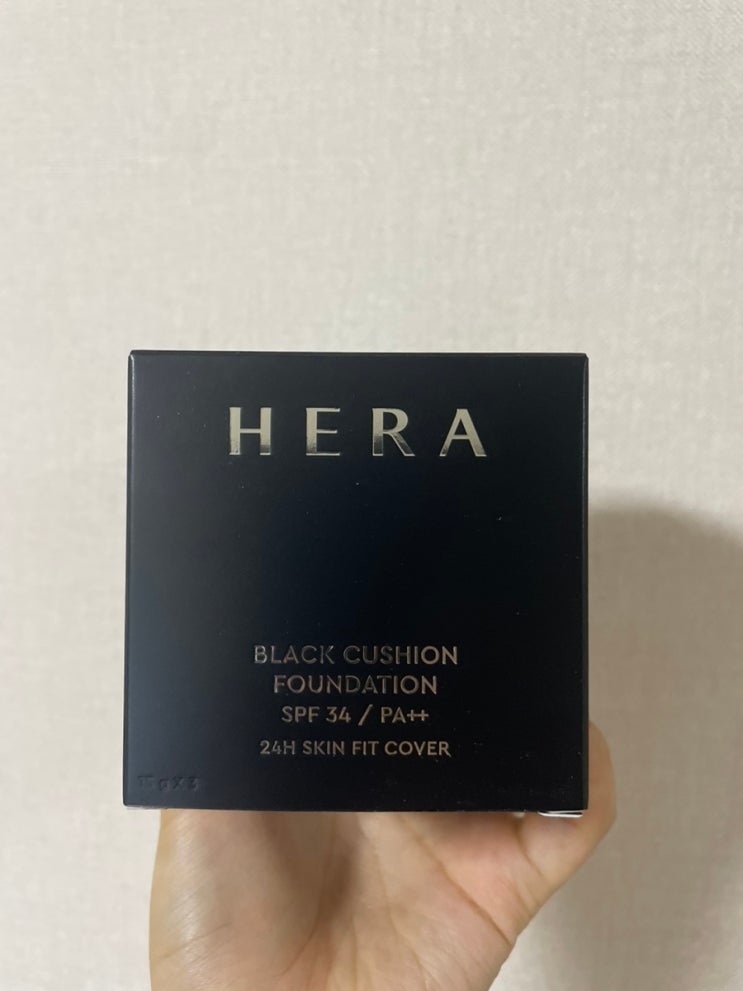 HERA
BLACK CUSHION
FOUNDATION
SPF 34 / PA++
24H SKIN FIT COVER